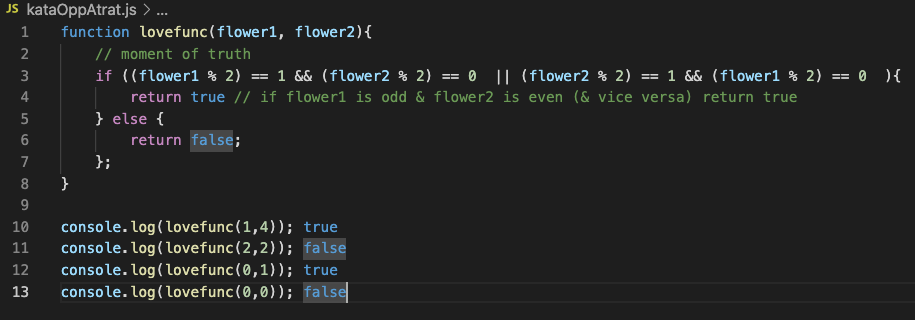 JS kataOppAtrat.js > ...
1 function lovefunc(flower1, flower2){
2     // moment of truth
3     if ((flower1 % 2) == 1 && (flower2 % 2) == 0  || (flower2 % 2) == 1 && (flower1 % 2) == 0  ){
4         return true // if flower1 is odd & flower2 is even (& vice versa) return true
5     } else {
6         return false;
7     };
8 }
9
10 console.log(lovefunc(1,4)); true
11 console.log(lovefunc(2,2)); false
12 console.log(lovefunc(0,1)); true
13 console.log(lovefunc(0,0)); false